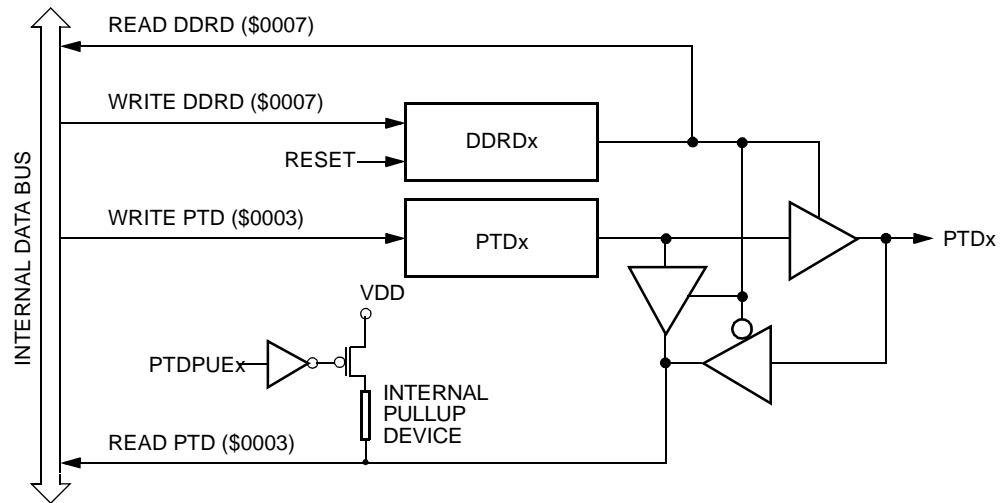 READ DDRD ($0007)
WRITE DDRD ($0007)
DDRDx
RESET
WRITE PTD ($0003)
PTDx
PTDx
VDD
PTDPUEx
INTERNAL
PULLUP
DEVICE
READ PTD ($0003)
INTERNAL DATA BUS